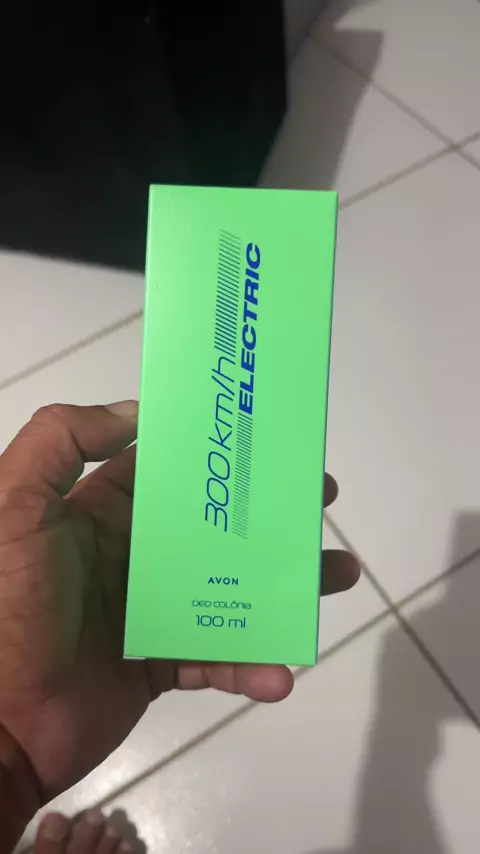 300 km/h
ELECTRIC
AVON
DEO COLÔNIA
100 ml